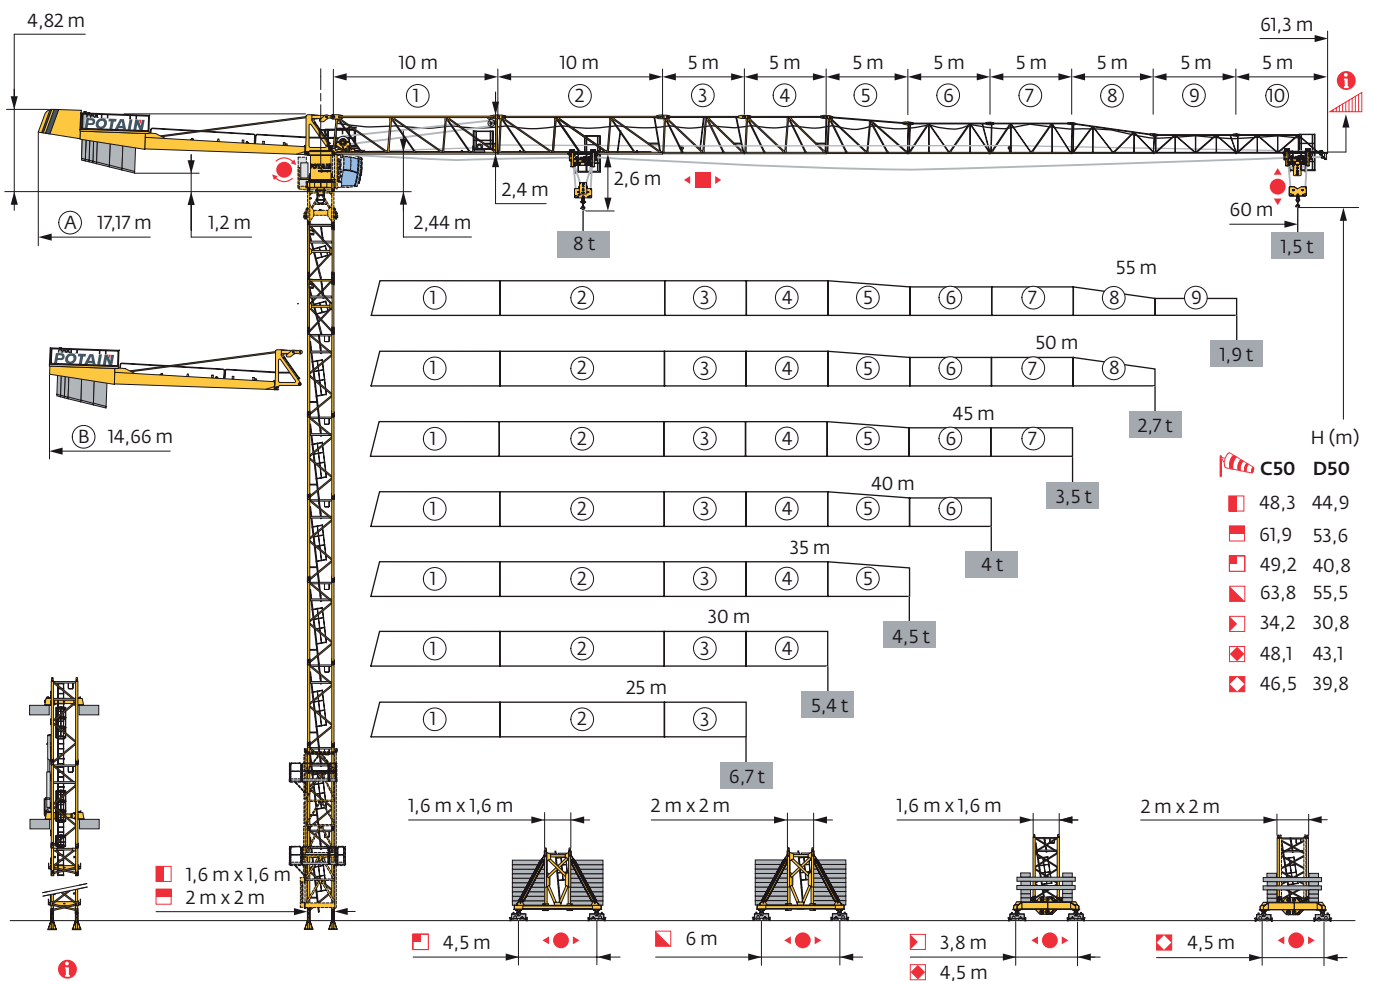 4,82 m
61,3 m
10 m 10 m 5 m 5 m 5 m 5 m 5 m 5 m 5 m 5 m
① ② ③ ④ ⑤ ⑥ ⑦ ⑧ ⑨ ⑩
i
POTAIN
POTAIN
2,6 m
2,4 m
Ⓐ 17,17 m
1,2 m
2,44 m
60 m
8 t
1,5 t
55 m
① ② ③ ④ ⑤ ⑥ ⑦ ⑧ ⑨
1,9 t
50 m
POTAIN
① ② ③ ④ ⑤ ⑥ ⑦ ⑧
2,7 t
Ⓑ 14,66 m
45 m
① ② ③ ④ ⑤ ⑥ ⑦
3,5 t
40 m
① ② ③ ④ ⑤ ⑥
4 t
35 m
① ② ③ ④ ⑤
4,5 t
30 m
① ② ③ ④
5,4 t
25 m
① ② ③
6,7 t
H (m)
C50 D50
48,3 44,9
61,9 53,6
49,2 40,8
63,8 55,5
34,2 30,8
48,1 43,1
46,5 39,8
1,6 m x 1,6 m
2 m x 2 m
1,6 m x 1,6 m
2 m x 2 m
1,6 m x 1,6 m
2 m x 2 m
4,5 m
6 m
3,8 m
4,5 m
4,5 m
i